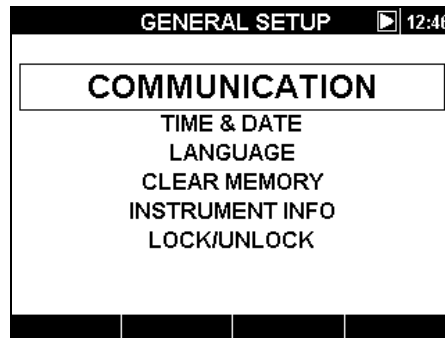 GENERAL SETUP 12:46
COMMUNICATION
TIME & DATE
LANGUAGE
CLEAR MEMORY
INSTRUMENT INFO
LOCK/UNLOCK